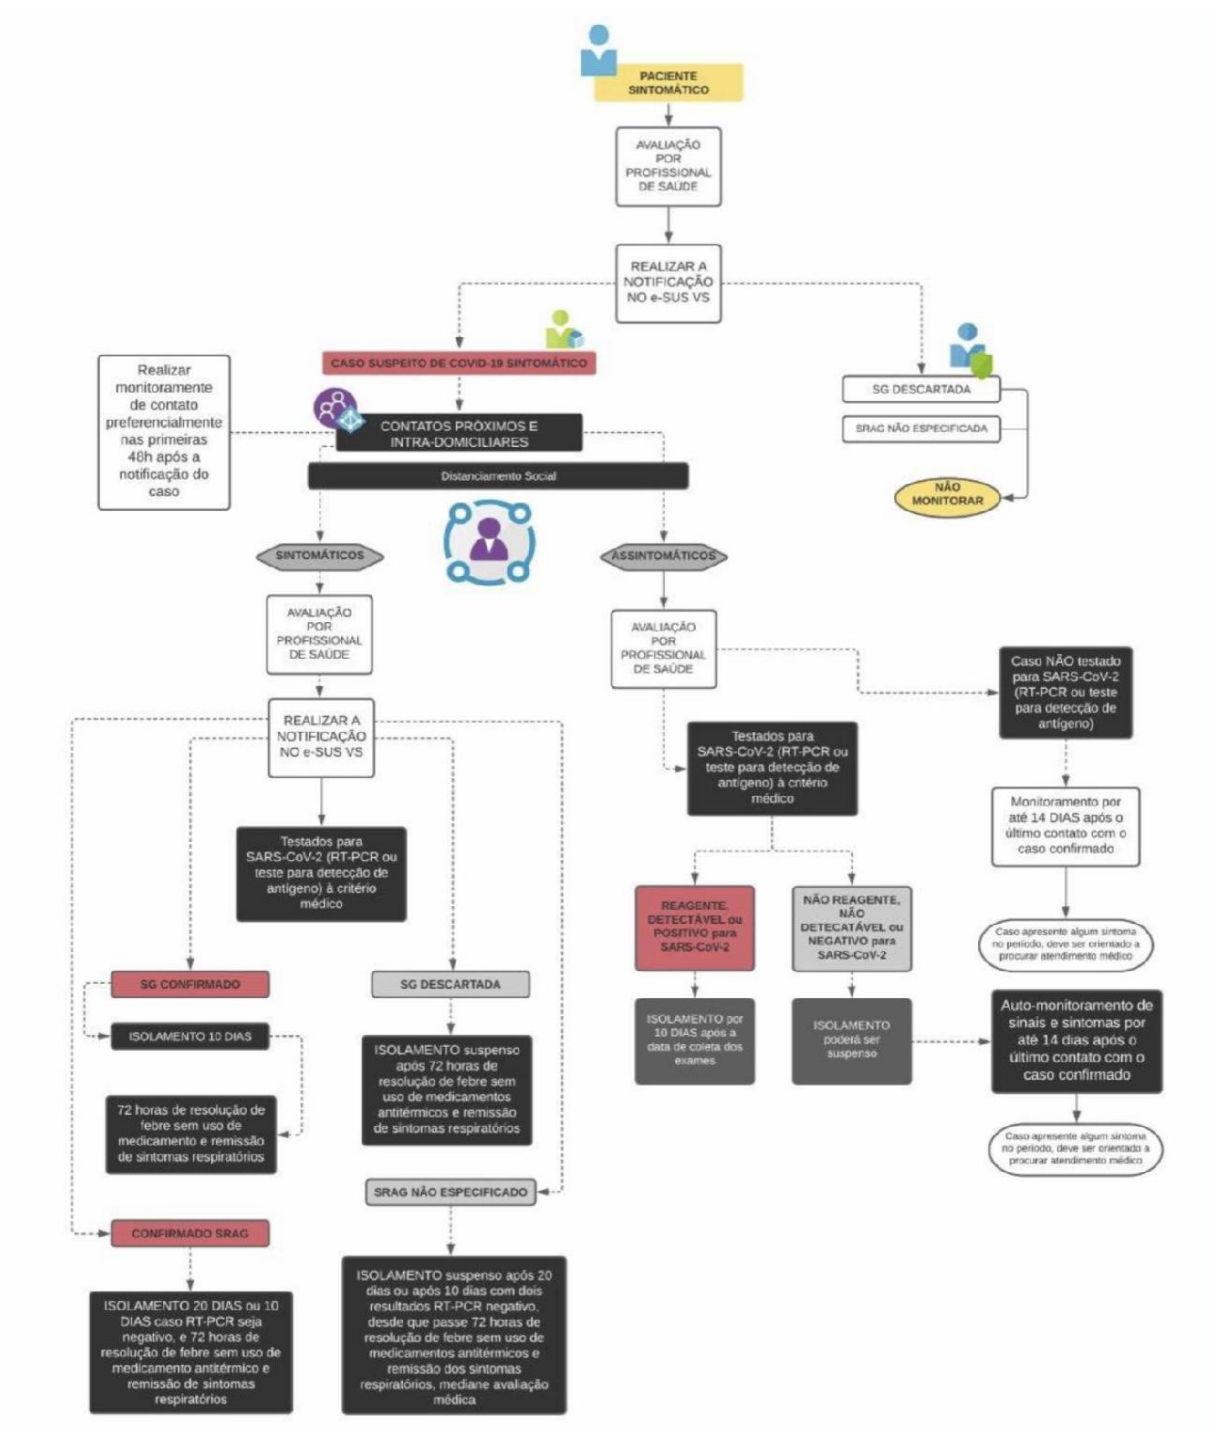 PACIENTE
SINTOMÁTICO
AVALIAÇÃO
POR
PROFISSIONAL
DE SAÚDE
REALIZAR A
NOTIFICAÇÃO
NO e-SUS VS
CASO SUSPEITO DE COVID-19 SINTOMÁTICO
Realizar
monitoramente
de contato
preferencialmente
nas primeiras
48h após a
notificação do
caso
CONTATOS PRÓXIMOS E
INTRA-DOMICILIARES
Distanciamento Social
SG DESCARTADA
SRAG NÃO ESPECIFICADA
NÃO
MONITORAR
SINTOMÁTICOS
ASSINTOMÁTICOS
AVALIAÇÃO
POR
PROFISSIONAL
DE SAÚDE
REALIZAR A
NOTIFICAÇÃO
NO e-SUS VS
Testados para
SARS-CoV-2 (RT-PCR ou
teste para detecção de
antígeno) à critério
médico
SG CONFIRMADO
ISOLAMENTO 10 DIAS
72 horas de resolução de
febre sem uso de
medicamento e remissão
de sintomas respiratórios
CONFIRMADO SRAG
ISOLAMENTO 20 DIAS ou 10
DIAS caso RT-PCR seja
negativo, e 72 horas de
resolução de febre sem uso de
medicamento antitérmico e
remissão de sintomas
respiratórios
SG DESCARTADA
ISOLAMENTO suspenso
após 72 horas de
resolução de febre sem
uso de medicamentos
antitérmicos e remissão
de sintomas respiratórios
SRAG NÃO ESPECIFICADO
ISOLAMENTO suspenso após 20
dias ou após 10 dias com dois
resultados RT-PCR negativo,
desde que passe 72 horas de
resolução de febre sem uso de
medicamentos antitérmicos e
remissão dos sintomas
respiratórios, mediane avaliação
médica
AVALIAÇÃO
POR
PROFISSIONAL
DE SAÚDE
Testados para
SARS-CoV-2 (RT-PCR ou
teste para detecção de
antígeno) à critério
médico
REAGENTE,
DETECTÁVEL ou
POSITIVO para
SARS-CoV-2
ISOLAMENTO por
10 DIAS após a
data de coleta dos
exames.
NÃO REAGENTE,
NÃO
DETECATÁVEL ou
NEGATIVO para
SARS-CoV-2
ISOLAMENTO
poderá ser
suspenso
Caso NÃO testado
para SARS-CoV-2
(RT-PCR ou teste
para detecção de
antígeno)
Monitoramento por
até 14 DIAS após o
último contato com o
caso confirmado
Caso apresente algum sintoma
no período, deve ser orientado a
procurar atendimento médico
Auto-monitoramento de
sinais e sintomas por
até 14 dias após o
último contato com o
caso confirmado
Caso apresente algum sintoma
no período, deve ser orientado a
procurar atendimento médico